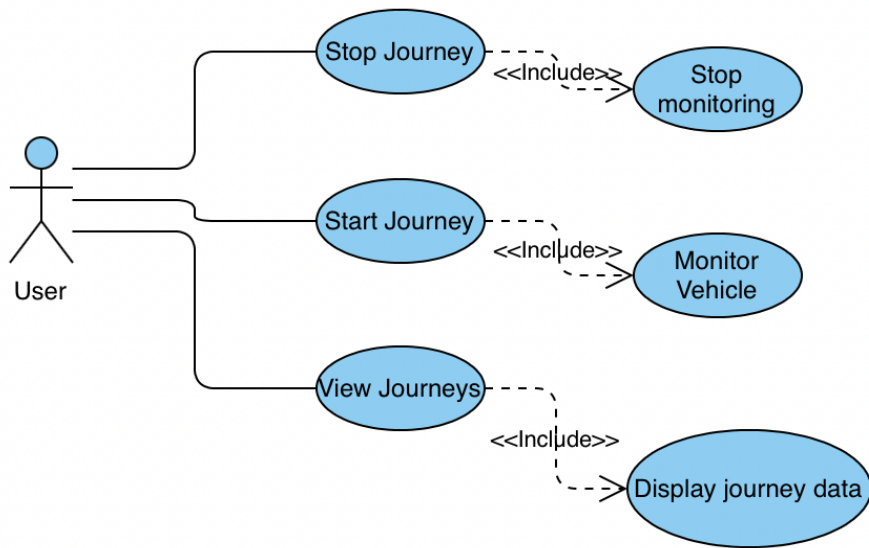 Stop Journey
<<Include>>
Stop
monitoring
Start Journey
<<Include>>
Monitor
Vehicle
User
View Journeys
<<Include>>
Display journey data